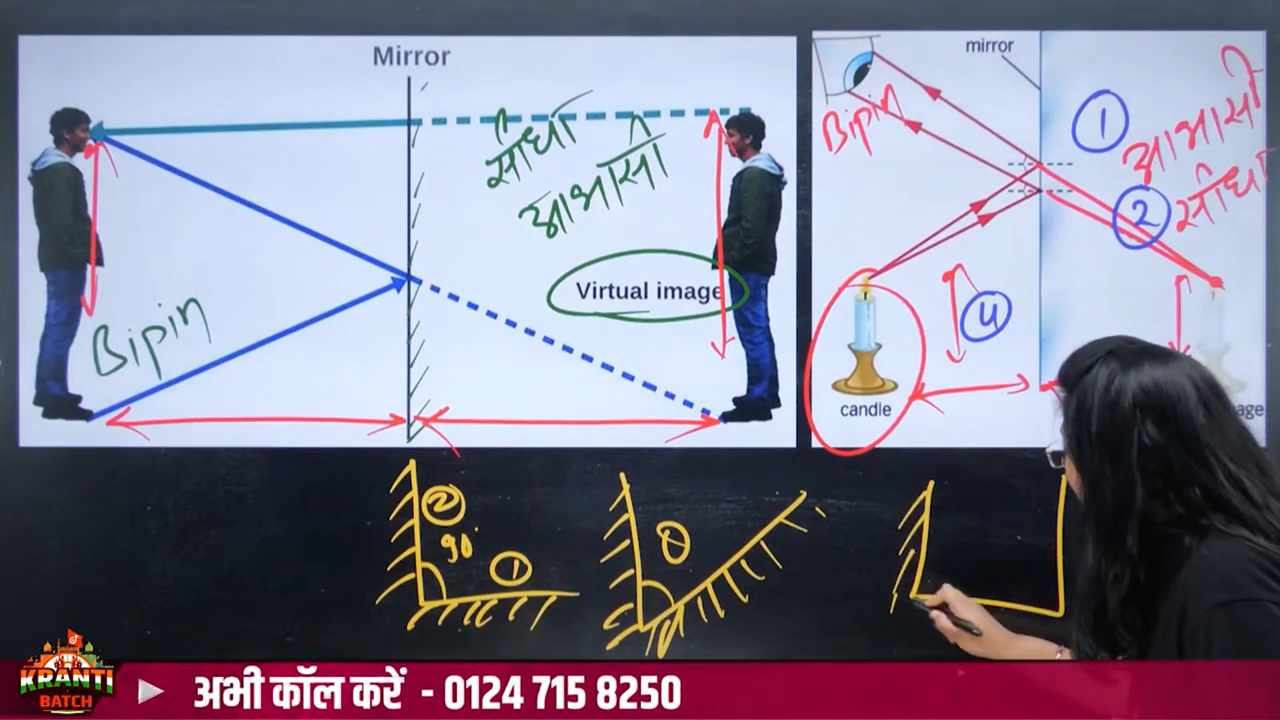 Mirror
सीधा
आभासी
Virtual image
Bipin
mirror
Bipin
1
आभासी
2
सीधा
4
candle
age
2
90°
1
KRANTI
BATCH
अभी कॉल करें - 0124 715 8250